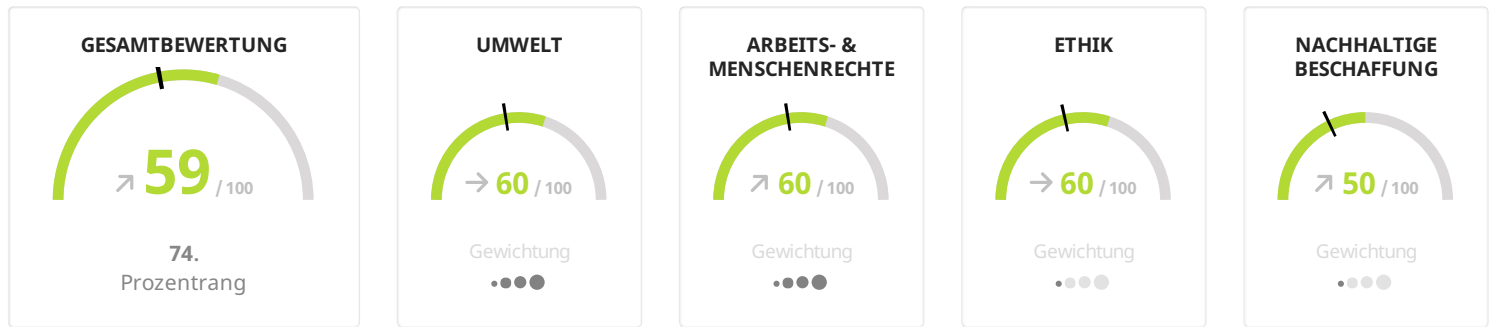 GESAMTBEWERTUNG
59 / 100
74.
Prozentrang
UMWELT
60 / 100
Gewichtung
ARBEITS- &
MENSCHENRECHTE
60 / 100
Gewichtung
ETHIK
60 / 100
Gewichtung
NACHHALTIGE
BESCHAFFUNG
50 / 100
Gewichtung